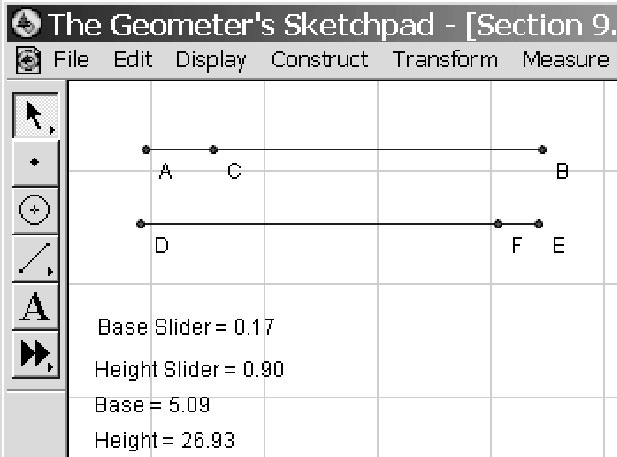 The Geometer's Sketchpad - [Section 9.
File Edit Display Construct Transform Measure
A C B
D F E
A
Base Slider = 0.17
Height Slider = 0.90
Base = 5.09
Height = 26.93